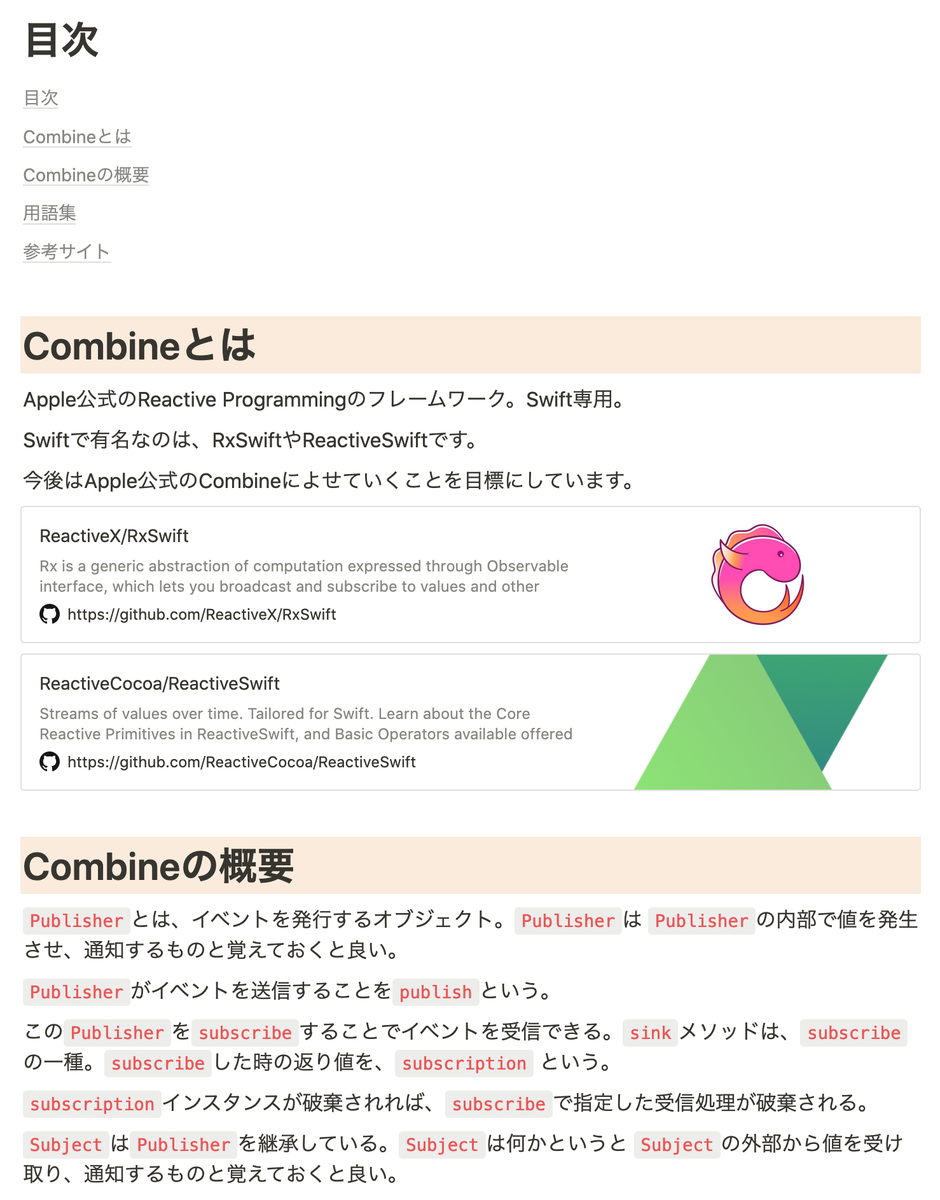 目次
目次
Combineとは
Combineの概要
用語集
参考サイト
Combineとは
Apple公式のReactive Programmingのフレームワーク。Swift専用。
Swiftで有名なのは、RxSwiftやReactiveSwiftです。
今後はApple公式のCombineによせていくことを目標にしています。
ReactiveX/RxSwift
Rx is a generic abstraction of computation expressed through Observable
interface, which lets you broadcast and subscribe to values and other
https://github.com/ReactiveX/RxSwift
ReactiveCocoa/ReactiveSwift
Streams of values over time. Tailored for Swift. Learn about the Core
Reactive Primitives in ReactiveSwift, and Basic Operators available offered
https://github.com/ReactiveCocoa/ReactiveSwift
Combineの概要
Publisherとは、イベントを発行するオブジェクト。Publisherは Publisherの内部で値を発生
させ、通知するものと覚えておくと良い。
Publisherがイベントを送信することをpublishという。
このPublisherをsubscribeすることでイベントを受信できる。sinkメソッドは、subscribe
の一種。subscribeした時の返り値を、subscription という。
subscriptionインスタンスが破棄されれば、subscribeで指定した受信処理が破棄される。
SubjectはPublisherを継承している。Subjectは何かというと Subjectの外部から値を受け
取り、通知するものと覚えておくと良い。